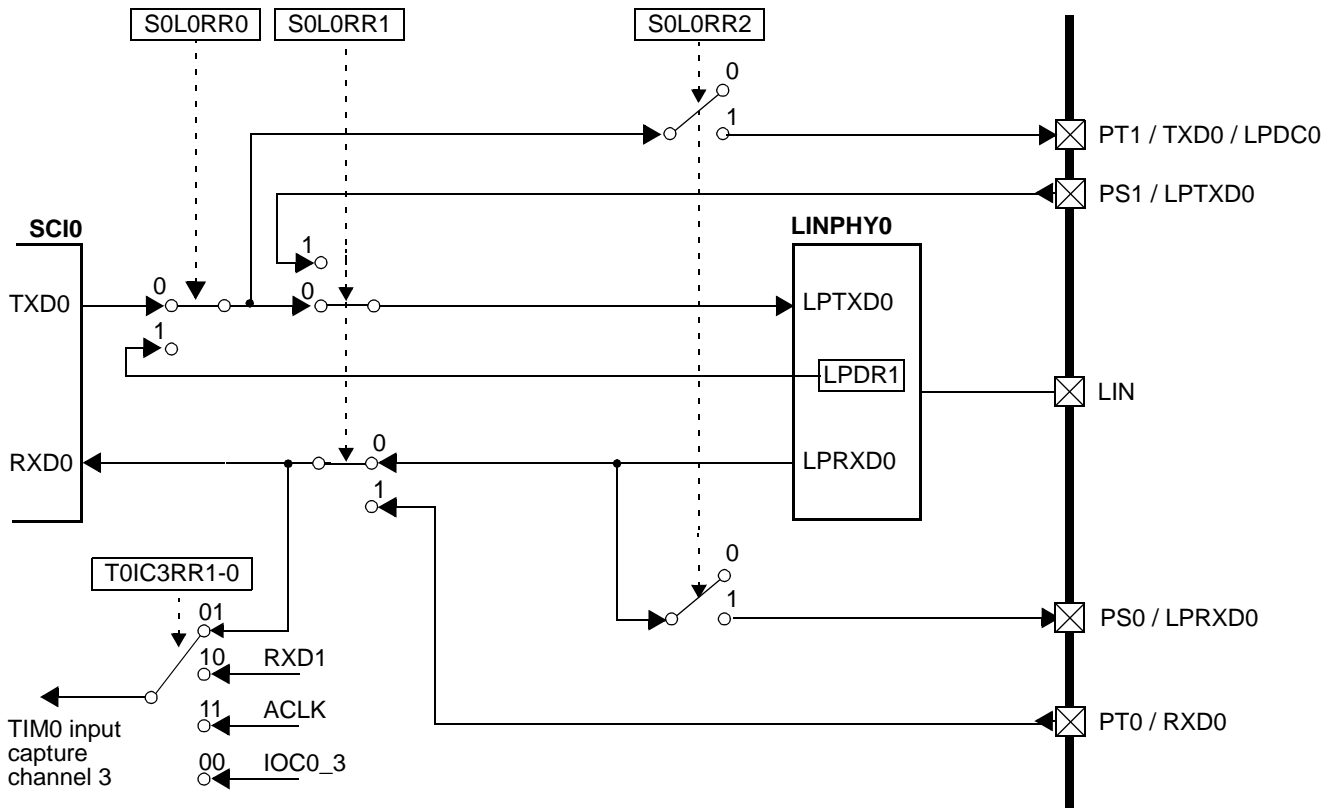 S0L0RR0
S0L0RR1
S0L0RR2
0
1
PT1 / TXD0 / LPDC0
PS1 / LPTXD0
SCI0
LINPHY0
1
0
0
TXD0
LPTXD0
1
LPDR1
LIN
0
RXD0
LPRXD0
1
0
T0IC3RR1-0
1
01
PS0 / LPRXD0
10
RXD1
11
ACLK
PT0 / RXD0
TIM0 input
capture
channel 3
00
IOC0_3